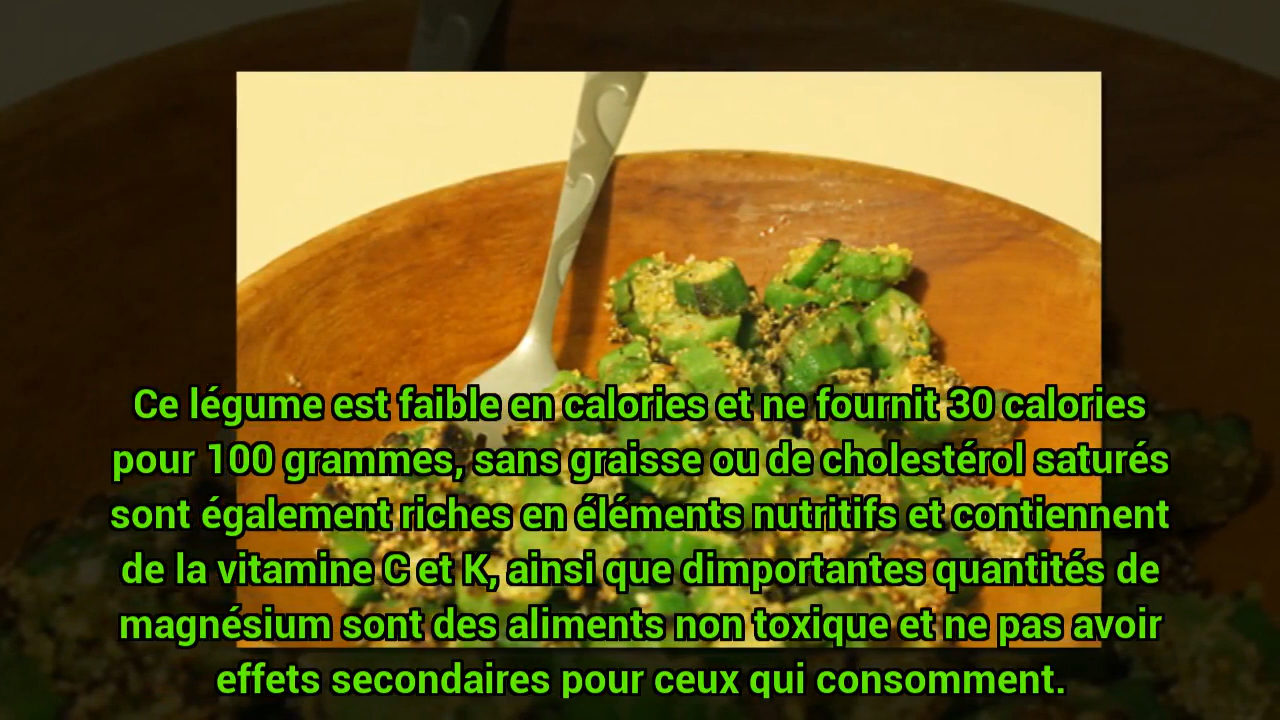 Ce légume est faible en calories et ne fournit 30 calories
pour 100 grammes, sans graisse ou de cholestérol saturés
sont également riches en éléments nutritifs et contiennent
de la vitamine C et K, ainsi que dimportantes quantités de
magnésium sont des aliments non toxique et ne pas avoir
effets secondaires pour ceux qui consomment.